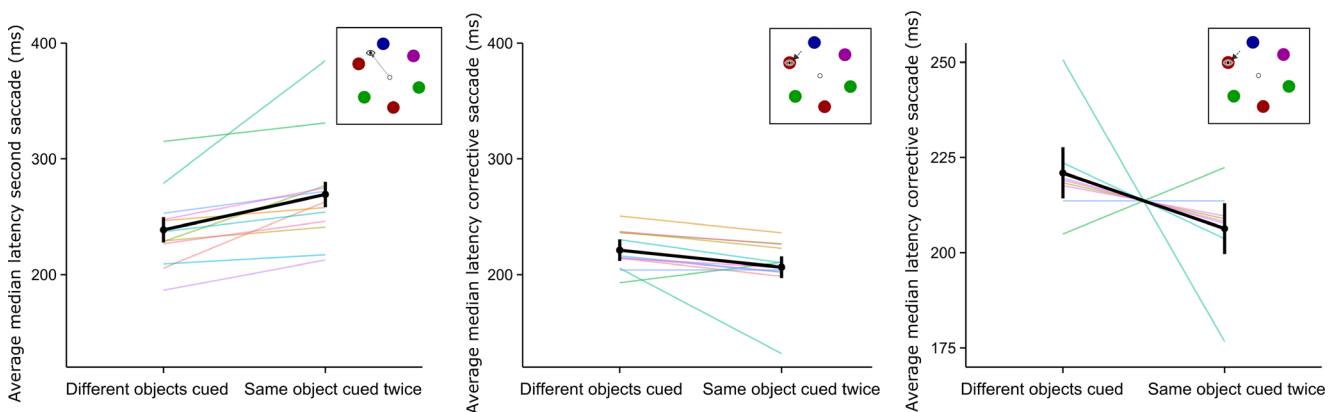 Average median latency second saccade (ms)
400
300
200
Different objects cued
Same object cued twice
Average median latency corrective saccade (ms)
400
300
200
Different objects cued
Same object cued twice
Average median latency corrective saccade (ms)
250
225
200
175
Different objects cued
Same object cued twice